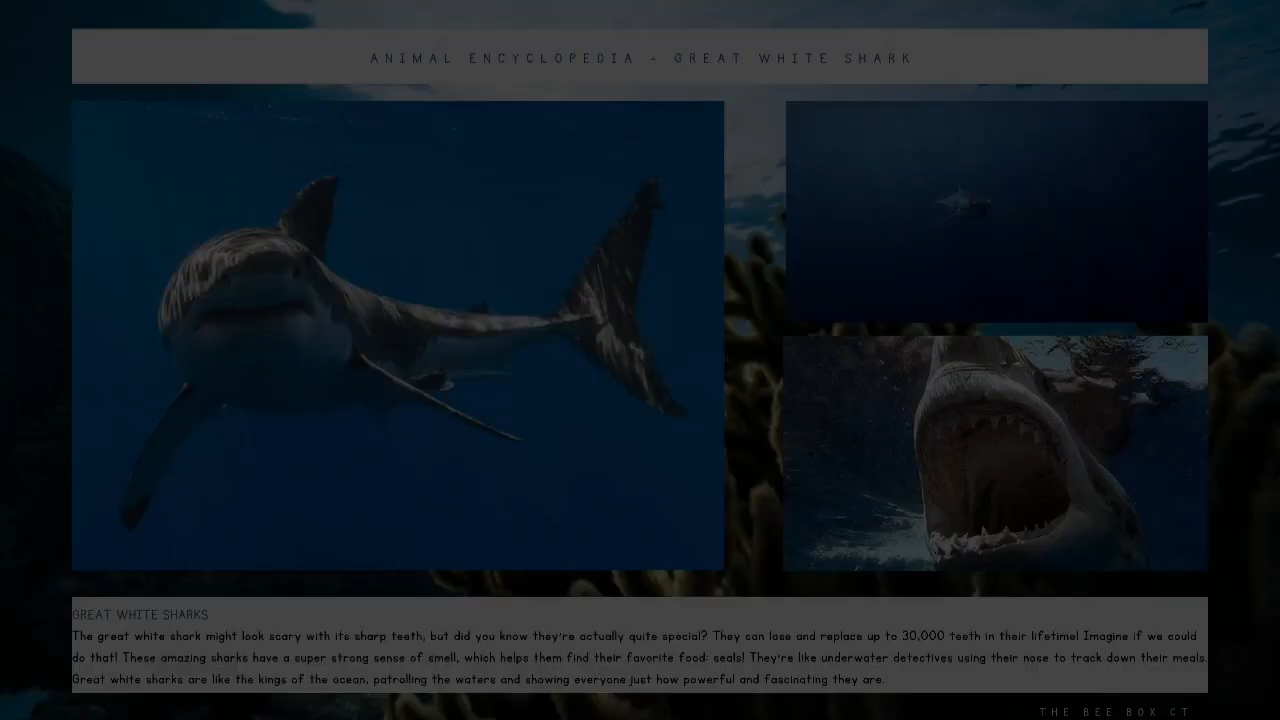 ANIMAL ENCYCLOPEDIA - GREAT WHITE SHARK
GREAT WHITE SHARKS
The great white shark might look scary with its sharp teeth, but did you know they're actually quite special? They can lose and replace up to 30,000 teeth in their lifetime! Imagine if we could
do that! These amazing sharks have a super strong sense of smell, which helps them find their favorite food: seals! They're like underwater detectives using their nose to track down their meals.
Great white sharks are like the kings of the ocean, patrolling the waters and showing everyone just how powerful and fascinating they are.
THE BEE BOX CT